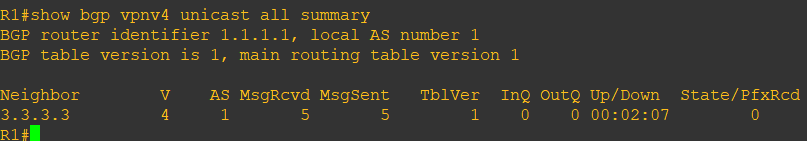 R1#show bgp vpnv4 unicast all summary
BGP router identifier 1.1.1.1, local AS number 1
BGP table version is 1, main routing table version 1
Neighbor V AS MsgRcvd MsgSent TblVer InQ OutQ Up/Down State/PfxRcd
3.3.3.3 4 1 5 5 1 0 0 00:02:07 0
R1#